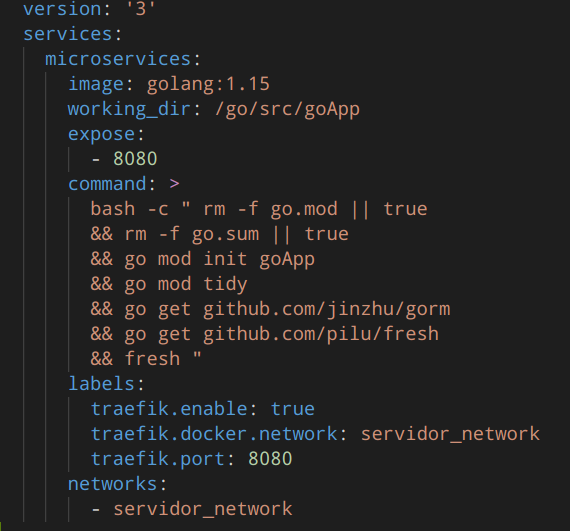 version: '3'
services:
  microservices:
    image: golang:1.15
    working_dir: /go/src/goApp
    expose:
      - 8080
    command: >
      bash -c " rm -f go.mod || true
      && rm -f go.sum || true
      && go mod init goApp
      && go mod tidy
      && go get github.com/jinzhu/gorm
      && go get github.com/pilu/fresh
      && fresh "
    labels:
      traefik.enable: true
      traefik.docker.network: servidor_network
      traefik.port: 8080
    networks:
      - servidor_network